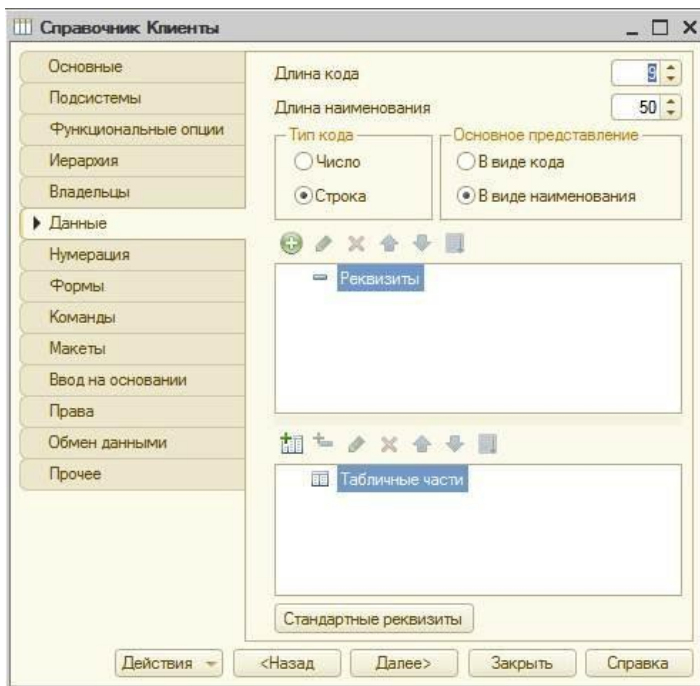 Справочник Клиенты
Основные
Подсистемы
Функциональные опции
Иерархия
Владельцы
Данные
Нумерация
Формы
Команды
Макеты
Ввод на основании
Права
Обмен данными
Прочее
Длина кода 9
Длина наименования 50
Тип кода
Число
Строка
Основное представление
В виде кода
В виде наименования
Реквизиты
Табличные части
Стандартные реквизиты
Действия <Назад Далее> Закрыть Справка